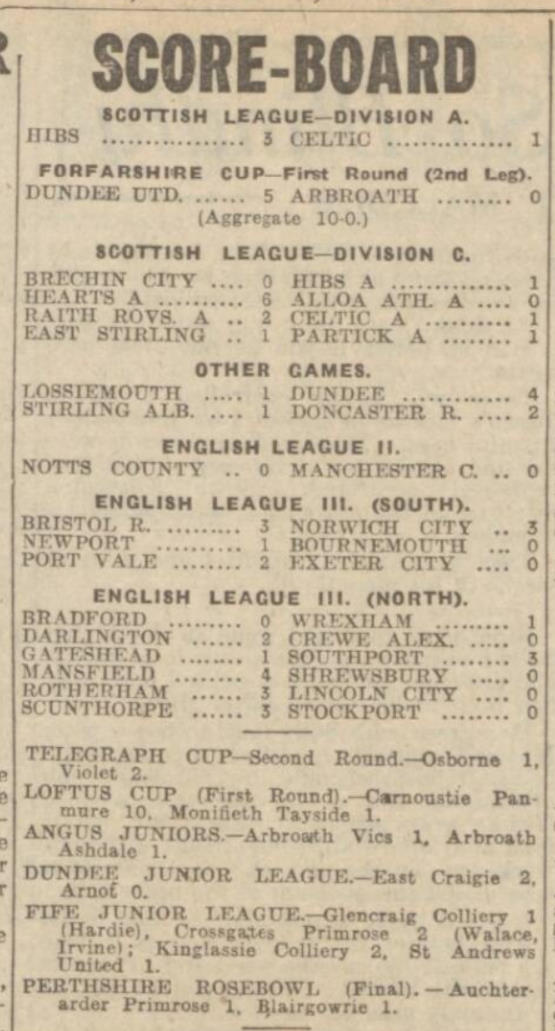 SCORE-BOARD
SCOTTISH LEAGUE—DIVISION A.
HIBS ................ 3 CELTIC ............... 1
FORFARSHIRE CUP—First Round (2nd Leg).
DUNDEE UTD. ...... 5 ARBROATH ......... 0
(Aggregate 10-0.)
SCOTTISH LEAGUE—DIVISION C.
BRECHIN CITY .... 0 HIBS A .............. 1
HEARTS A .......... 6 ALLOA ATH. A .... 0
RAITH ROVS. A .. 2 CELTIC A .......... 1
EAST STIRLING .. 1 PARTICK A ........ 1
OTHER GAMES.
LOSSIEMOUTH ..... 1 DUNDEE ............ 4
STIRLING ALB. .... 1 DONCASTER R. .... 2
ENGLISH LEAGUE II.
NOTTS COUNTY .. 0 MANCHESTER C. .. 0
ENGLISH LEAGUE III. (SOUTH).
BRISTOL R. ......... 3 NORWICH CITY .. 3
NEWPORT .......... 1 BOURNEMOUTH ... 0
PORT VALE ........ 2 EXETER CITY .... 0
ENGLISH LEAGUE III. (NORTH).
BRADFORD ......... 0 WREXHAM ......... 1
DARLINGTON ...... 2 CREWE ALEX. ..... 0
GATESHEAD ....... 1 SOUTHPORT ........ 3
MANSFIELD ........ 4 SHREWSBURY ..... 0
ROTHERHAM ...... 3 LINCOLN CITY .... 0
SCUNTHORPE ...... 3 STOCKPORT ........ 0
TELEGRAPH CUP—Second Round.—Osborne 1,
Violet 2.
LOFTUS CUP (First Round).—Carnoustie Pan-
mure 10, Monifieth Tayside 1.
ANGUS JUNIORS.—Arbroath Vics 1, Arbroath
Ashdale 1.
DUNDEE JUNIOR LEAGUE.—East Craigie 2,
Arnot 0.
FIFE JUNIOR LEAGUE.—Glencraig Colliery 1
(Hardie), Crossgates Primrose 2 (Walace,
Irvine); Kinglassie Colliery 2, St Andrews
United 1.
PERTHSHIRE ROSEBOWL (Final).—Auchter-
arder Primrose 1, Blairgowrie 1.